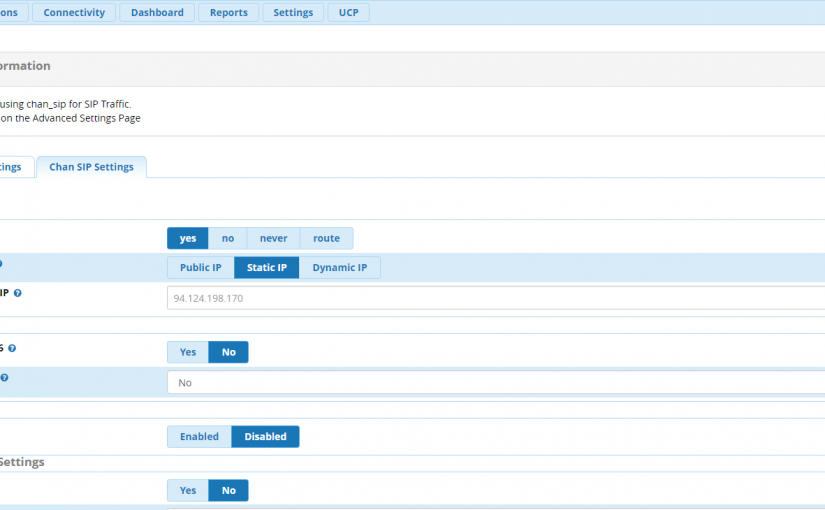 ons Connectivity Dashboard Reports Settings UCP
ormation
using chan_sip for SIP Traffic.
on the Advanced Settings Page
tings Chan SIP Settings
yes no never route
Public IP Static IP Dynamic IP
IP
94.124.198.170
6
Yes No
No
Enabled Disabled
Settings
Yes No